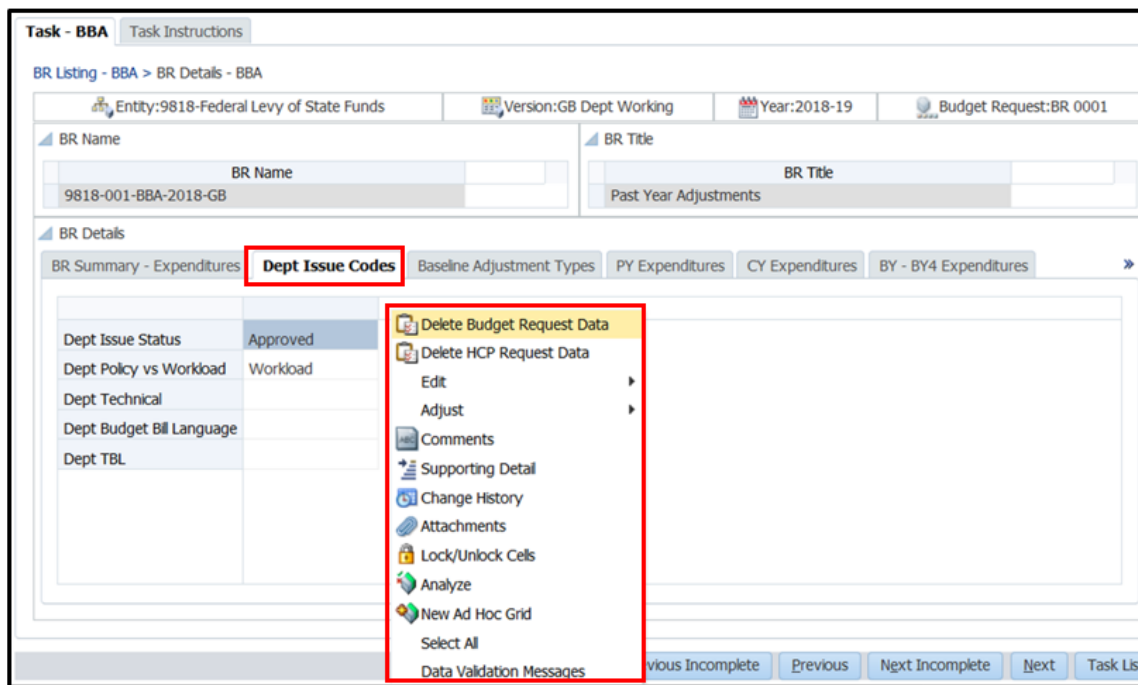 Task - BBA Task Instructions
BR Listing - BBA > BR Details - BBA
Entity:9818-Federal Levy of State Funds Version:GB Dept Working Year:2018-19 Budget Request:BR 0001
BR Name BR Title
BR Name BR Title
9818-001-BBA-2018-GB Past Year Adjustments
BR Details
BR Summary - Expenditures Dept Issue Codes Baseline Adjustment Types PY Expenditures CY Expenditures BY - BY4 Expenditures »
Dept Issue Status Approved
Dept Policy vs Workload Workload
Dept Technical
Dept Budget Bill Language
Dept TBL
Delete Budget Request Data
Delete HCP Request Data
Edit
Adjust
Comments
Supporting Detail
Change History
Attachments
Lock/Unlock Cells
Analyze
New Ad Hoc Grid
Select All
Data Validation Messages
vious Incomplete Previous Next Incomplete Next Task Lis